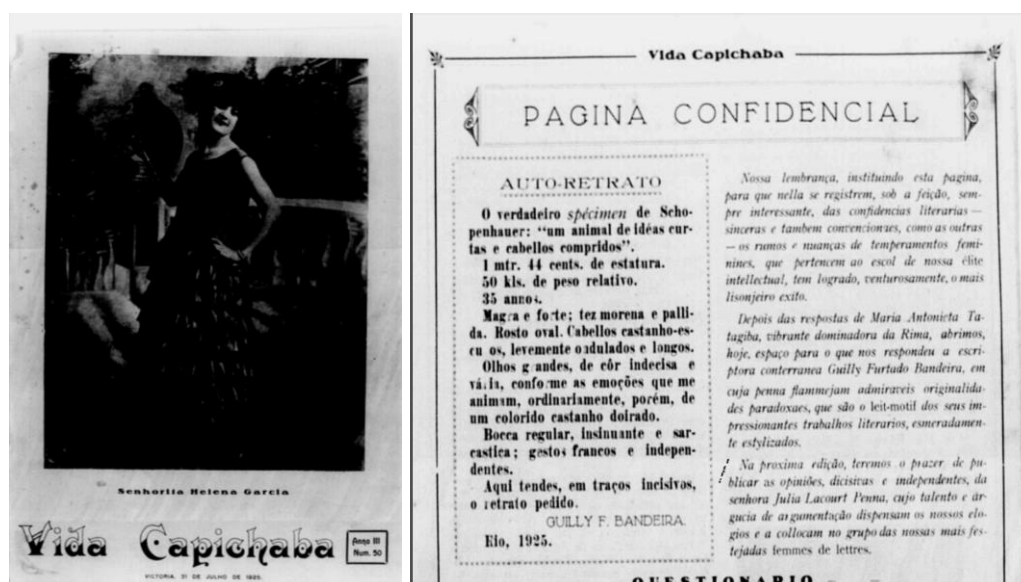 Senhorita Helena Garcia
Vida Capichaba
Anno III
Num. 50
VICTORIA, 31 DE JULHO DE 1925.
Vida Capichaba
PAGINA CONFIDENCIAL
AUTO-RETRATO
O verdadeiro spécimen de Scho-
penhauer: “um animal de idéas cur-
tas e cabellos compridos”.
1 mtr. 44 cents. de estatura.
50 kls. de peso relativo.
35 annos.
Magra e forte; tez morena e palli-
da. Rosto oval. Cabellos castanho-es-
cu os, levemente ondulados e longos.
Olhos grandes, de côr indecisa e
vária, conforme as emoções que me
animam, ordinariamente, porém, de
um colorido castanho doirado.
Bocca regular, insinuante e sar-
castica; gestos francos e indepen-
dentes.
Aqui tendes, em traços incisivos,
o retrato pedido.
GUILLY F. BANDEIRA.
Rio, 1925.
Nossa lembrança, instituindo esta pagina,
para que nella se registrem, sob a feição, sem-
pre interessante, das confidencias literarias —
sinceras e tambem convencionaes, como as outras
— os rumos e nuanças de temperamentos femi-
nines, que pertencem ao escol de nossa élite
intellectual, tem logrado, venturosamente, o mais
lisonjeiro exito.
Depois das respostas de Maria Antonieta Ta-
tagiba, vibrante dominadora da Rima, abrimos,
hoje, espaço para o que nos respondeu a escri-
ptora conterranea Guilly Furtado Bandeira, em
cuja penna flammejam admiraveis originalida-
des paradoxaes, que são o leit-motif dos seus im-
pressionantes trabalhos literarios, esmeradamen-
te estylizados.
Na proxima edição, teremos o prazer de pu-
blicar as opiniões, dicisivas e independentes, da
senhora Julia Lacourt Penna, cujo talento e ar-
gucia de argumentação dispensam os nossos elo-
gios e a collocam no grupo das nossas mais fes-
tejadas femmes de lettres.
QUESTIONARIO